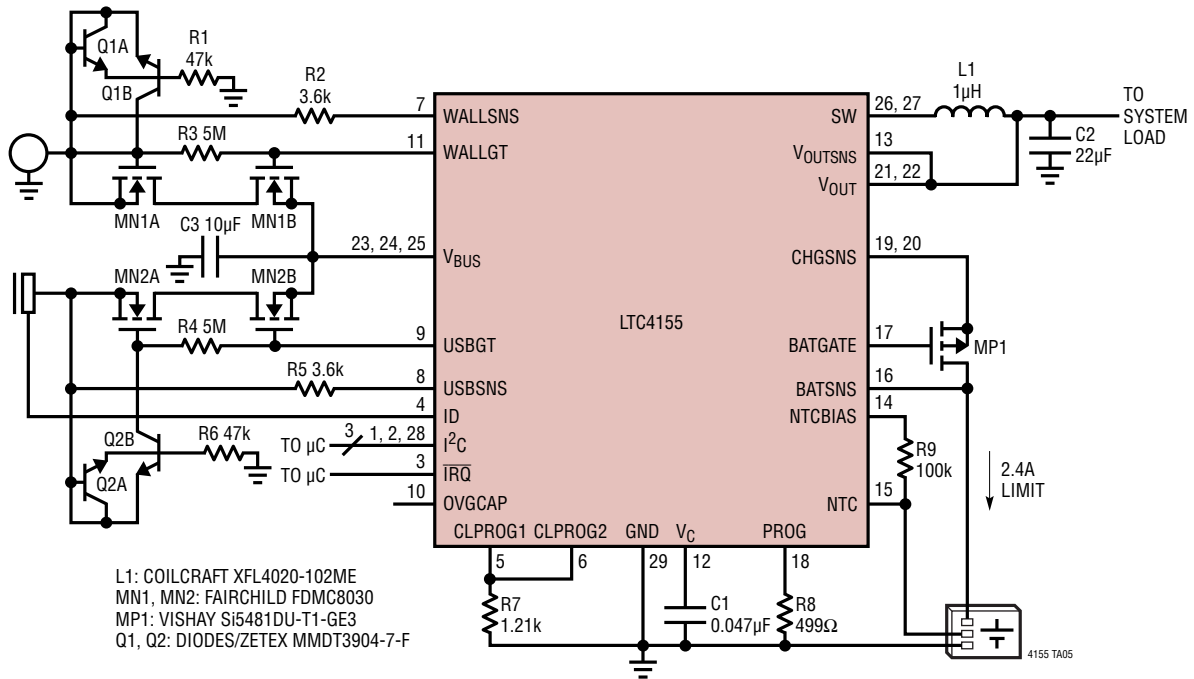 Q1A
R1
47k
Q1B
R2
3.6k
R3 5M
MN1A
MN1B
C3 10µF
MN2A
MN2B
R4 5M
R5 3.6k
Q2B
R6 47k
Q2A
TO µC
3
TO µC
7
11
23, 24, 25
9
8
4
1, 2, 28
3
10
WALLSNS
WALLGT
VBUS
USBGT
USBSNS
ID
I2C
IRQ
OVGCAP
LTC4155
CLPROG1 CLPROG2 GND VC PROG
SW
VOUTSNS
VOUT
CHGSNS
BATGATE
BATSNS
NTCBIAS
NTC
26, 27
13
21, 22
19, 20
17
16
14
15
L1
1µH
C2
22µF
TO
SYSTEM
LOAD
MP1
R9
100k
2.4A
LIMIT
5
6
29
12
18
R7
1.21k
C1
0.047µF
R8
499Ω
L1: COILCRAFT XFL4020-102ME
MN1, MN2: FAIRCHILD FDMC8030
MP1: VISHAY Si5481DU-T1-GE3
Q1, Q2: DIODES/ZETEX MMDT3904-7-F
4155 TA05